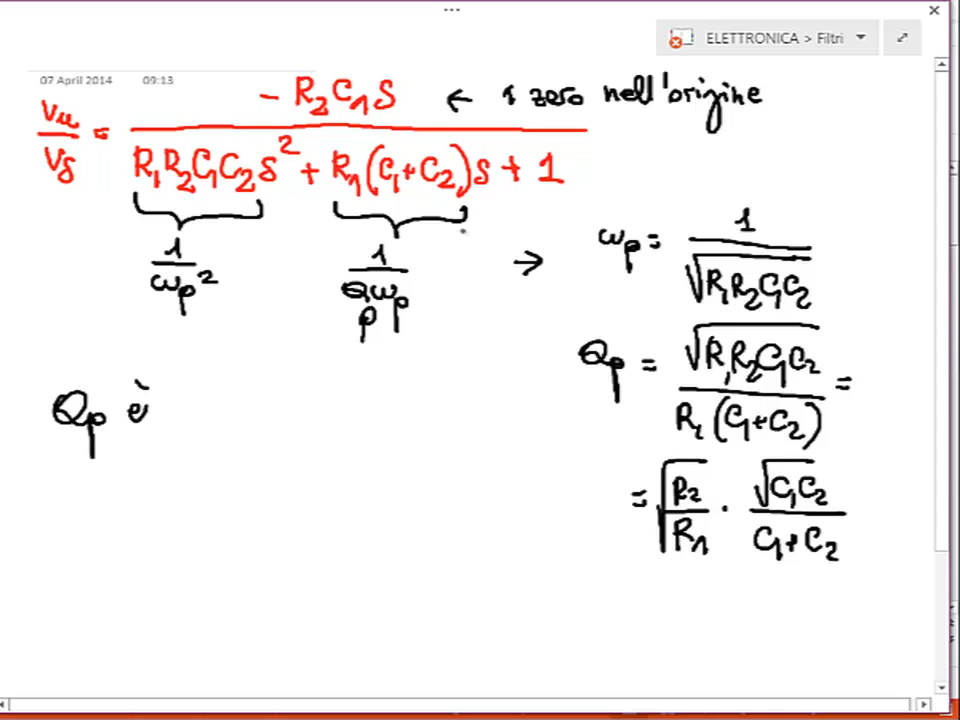 ELETTRONICA > Filtri
07 April 2014 09:13
Vu/Vs = - R2C1S / (R1R2C1C2S² + R1(C1+C2)S + 1) ← 1 zero nell'origine
1/ωp² 1/(Qpωp) → ωp = 1/√(R1R2C1C2)
Qp = √(R1R2C1C2) / (R1(C1+C2)) =
Qp è
= √(R2/R1) · √(C1C2) / (C1+C2)